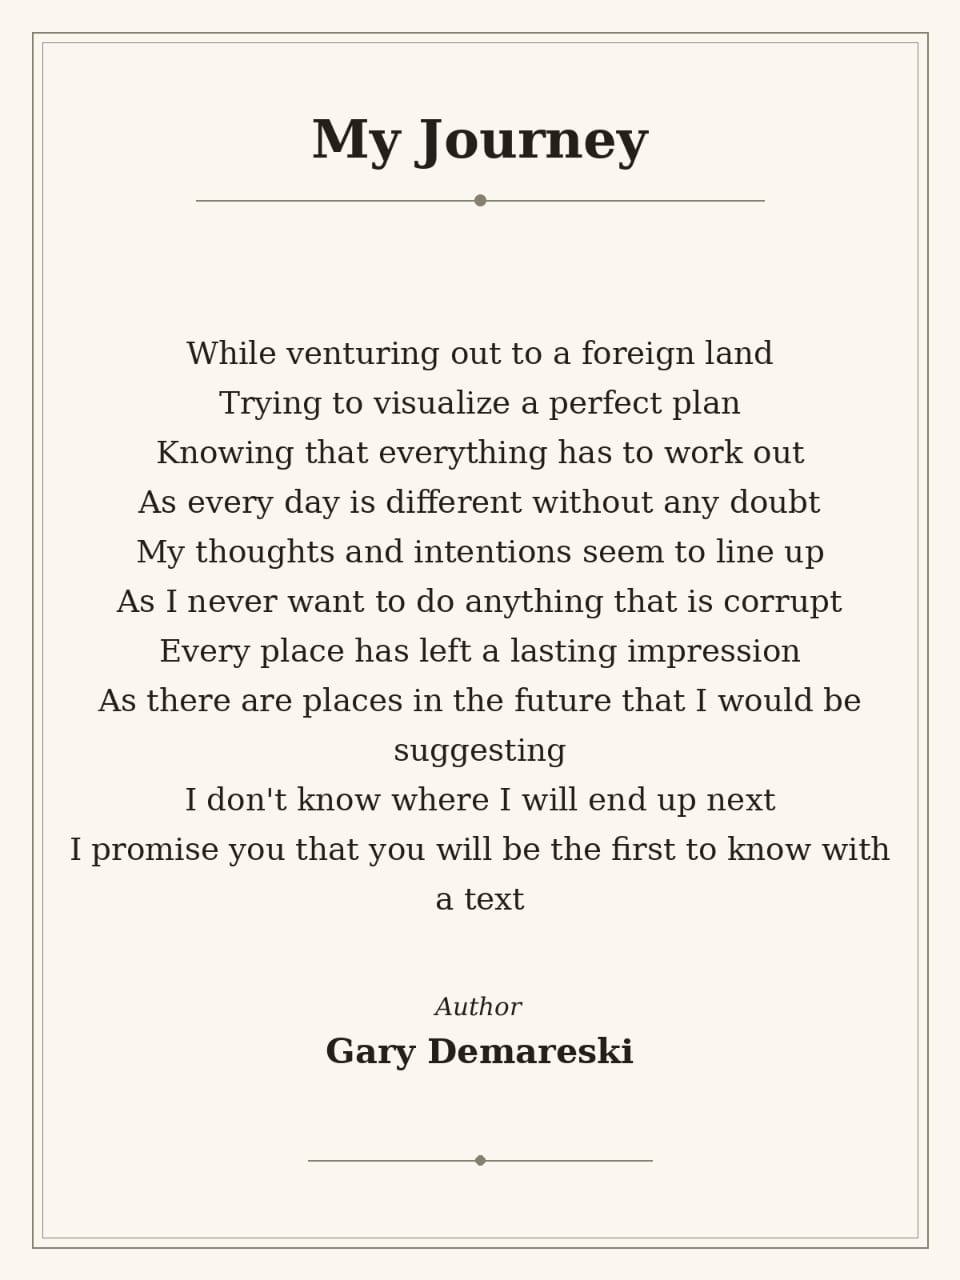 My Journey
While venturing out to a foreign land
Trying to visualize a perfect plan
Knowing that everything has to work out
As every day is different without any doubt
My thoughts and intentions seem to line up
As I never want to do anything that is corrupt
Every place has left a lasting impression
As there are places in the future that I would be
suggesting
I don't know where I will end up next
I promise you that you will be the first to know with
a text
Author
Gary Demareski